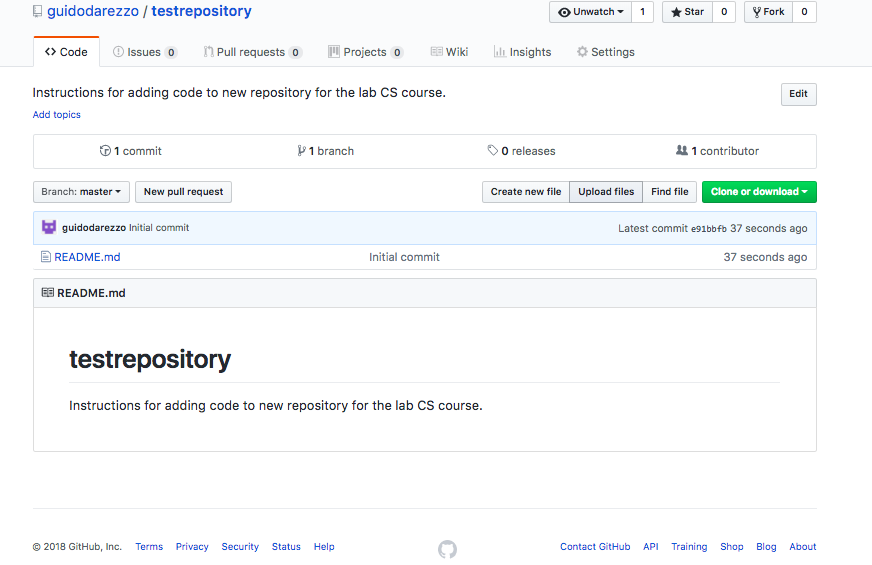 guidodarezzo / testrepository
Unwatch 1 Star 0 Fork 0
Code Issues 0 Pull requests 0 Projects 0 Wiki Insights Settings
Instructions for adding code to new repository for the lab CS course.
Edit
Add topics
1 commit 1 branch 0 releases 1 contributor
Branch: master New pull request Create new file Upload files Find file Clone or download
guidodarezzo Initial commit Latest commit e91bbfb 37 seconds ago
README.md Initial commit 37 seconds ago
README.md
testrepository
Instructions for adding code to new repository for the lab CS course.
© 2018 GitHub, Inc. Terms Privacy Security Status Help Contact GitHub API Training Shop Blog About